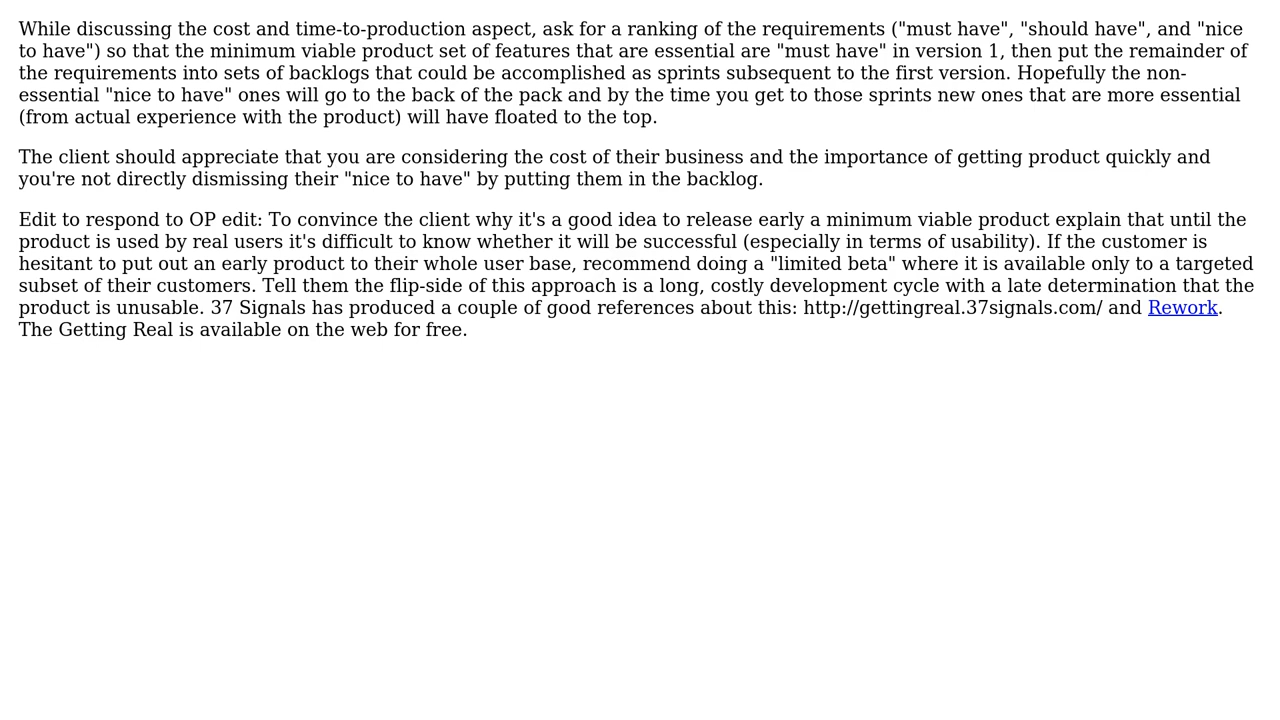 While discussing the cost and time-to-production aspect, ask for a ranking of the requirements ("must have", "should have", and "nice
to have") so that the minimum viable product set of features that are essential are "must have" in version 1, then put the remainder of
the requirements into sets of backlogs that could be accomplished as sprints subsequent to the first version. Hopefully the non-
essential "nice to have" ones will go to the back of the pack and by the time you get to those sprints new ones that are more essential
(from actual experience with the product) will have floated to the top.
The client should appreciate that you are considering the cost of their business and the importance of getting product quickly and
you're not directly dismissing their "nice to have" by putting them in the backlog.
Edit to respond to OP edit: To convince the client why it's a good idea to release early a minimum viable product explain that until the
product is used by real users it's difficult to know whether it will be successful (especially in terms of usability). If the customer is
hesitant to put out an early product to their whole user base, recommend doing a "limited beta" where it is available only to a targeted
subset of their customers. Tell them the flip-side of this approach is a long, costly development cycle with a late determination that the
product is unusable. 37 Signals has produced a couple of good references about this: http://gettingreal.37signals.com/ and Rework.
The Getting Real is available on the web for free.